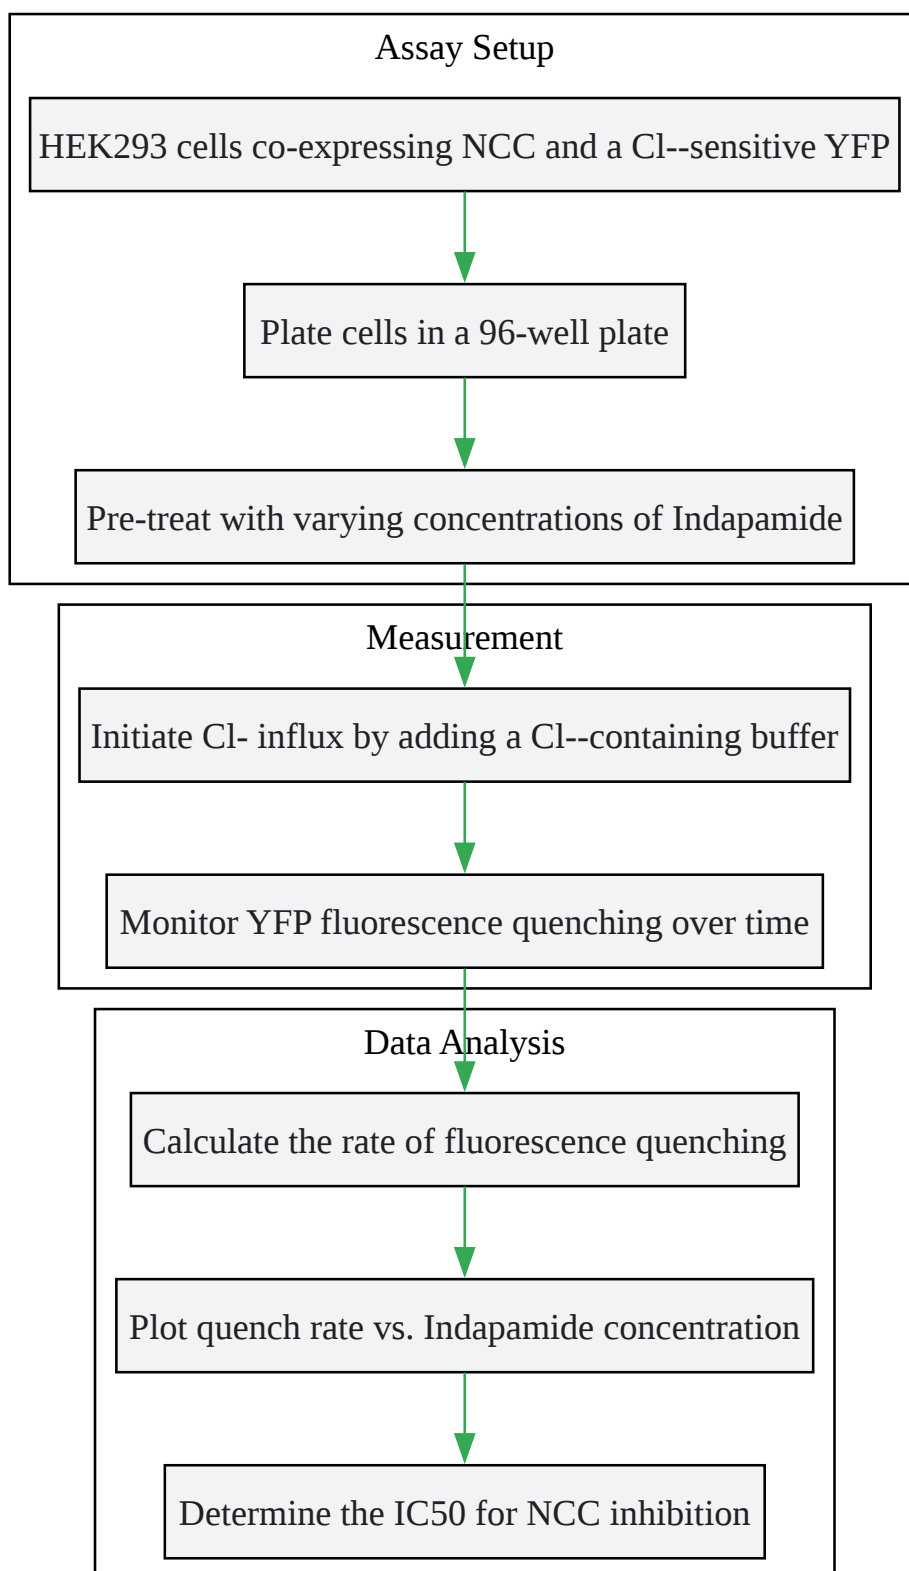 Assay Setup
HEK293 cells co-expressing NCC and a Cl--sensitive YFP
Plate cells in a 96-well plate
Pre-treat with varying concentrations of Indapamide
Measurement
Initiate Cl- influx by adding a Cl--containing buffer
Monitor YFP fluorescence quenching over time
Data Analysis
Calculate the rate of fluorescence quenching
Plot quench rate vs. Indapamide concentration
Determine the IC50 for NCC inhibition